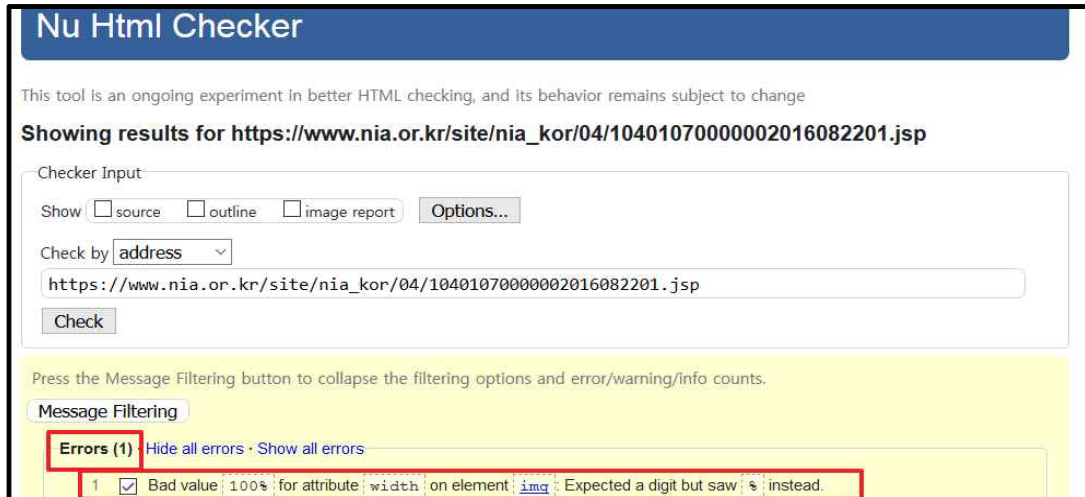 Nu Html Checker
This tool is an ongoing experiment in better HTML checking, and its behavior remains subject to change
Showing results for https://www.nia.or.kr/site/nia_kor/04/10401070000002016082201.jsp
Checker Input
Show source outline image report Options...
Check by address
https://www.nia.or.kr/site/nia_kor/04/10401070000002016082201.jsp
Check
Press the Message Filtering button to collapse the filtering options and error/warning/info counts.
Message Filtering
Errors (1) · Hide all errors · Show all errors
1 Bad value 100% for attribute width on element img: Expected a digit but saw % instead.